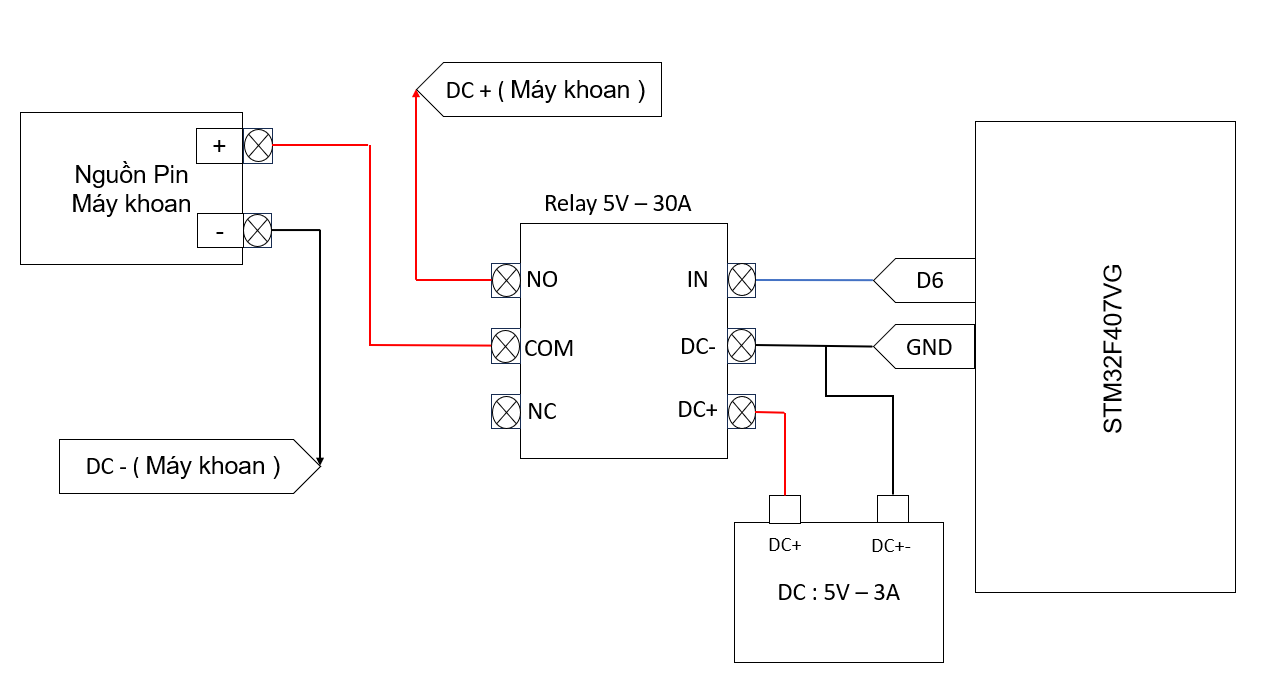 DC + ( Máy khoan )
+
Nguồn Pin
Máy khoan
-
Relay 5V – 30A
NO
IN
D6
COM
DC-
GND
NC
DC+
STM32F407VG
DC - ( Máy khoan )
DC+
DC+-
DC : 5V – 3A